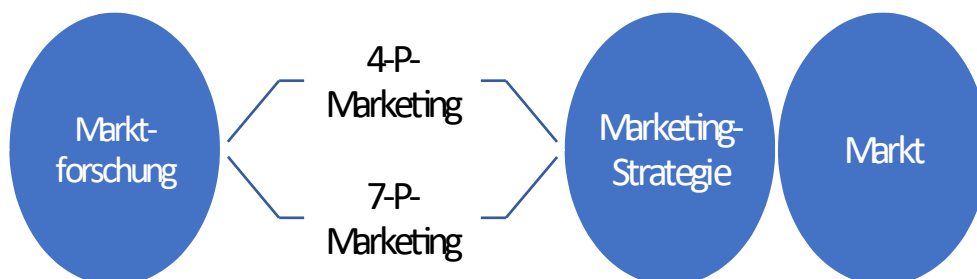 Markt-
forschung
4-P-
Marketing
7-P-
Marketing
Marketing-
Strategie
Markt